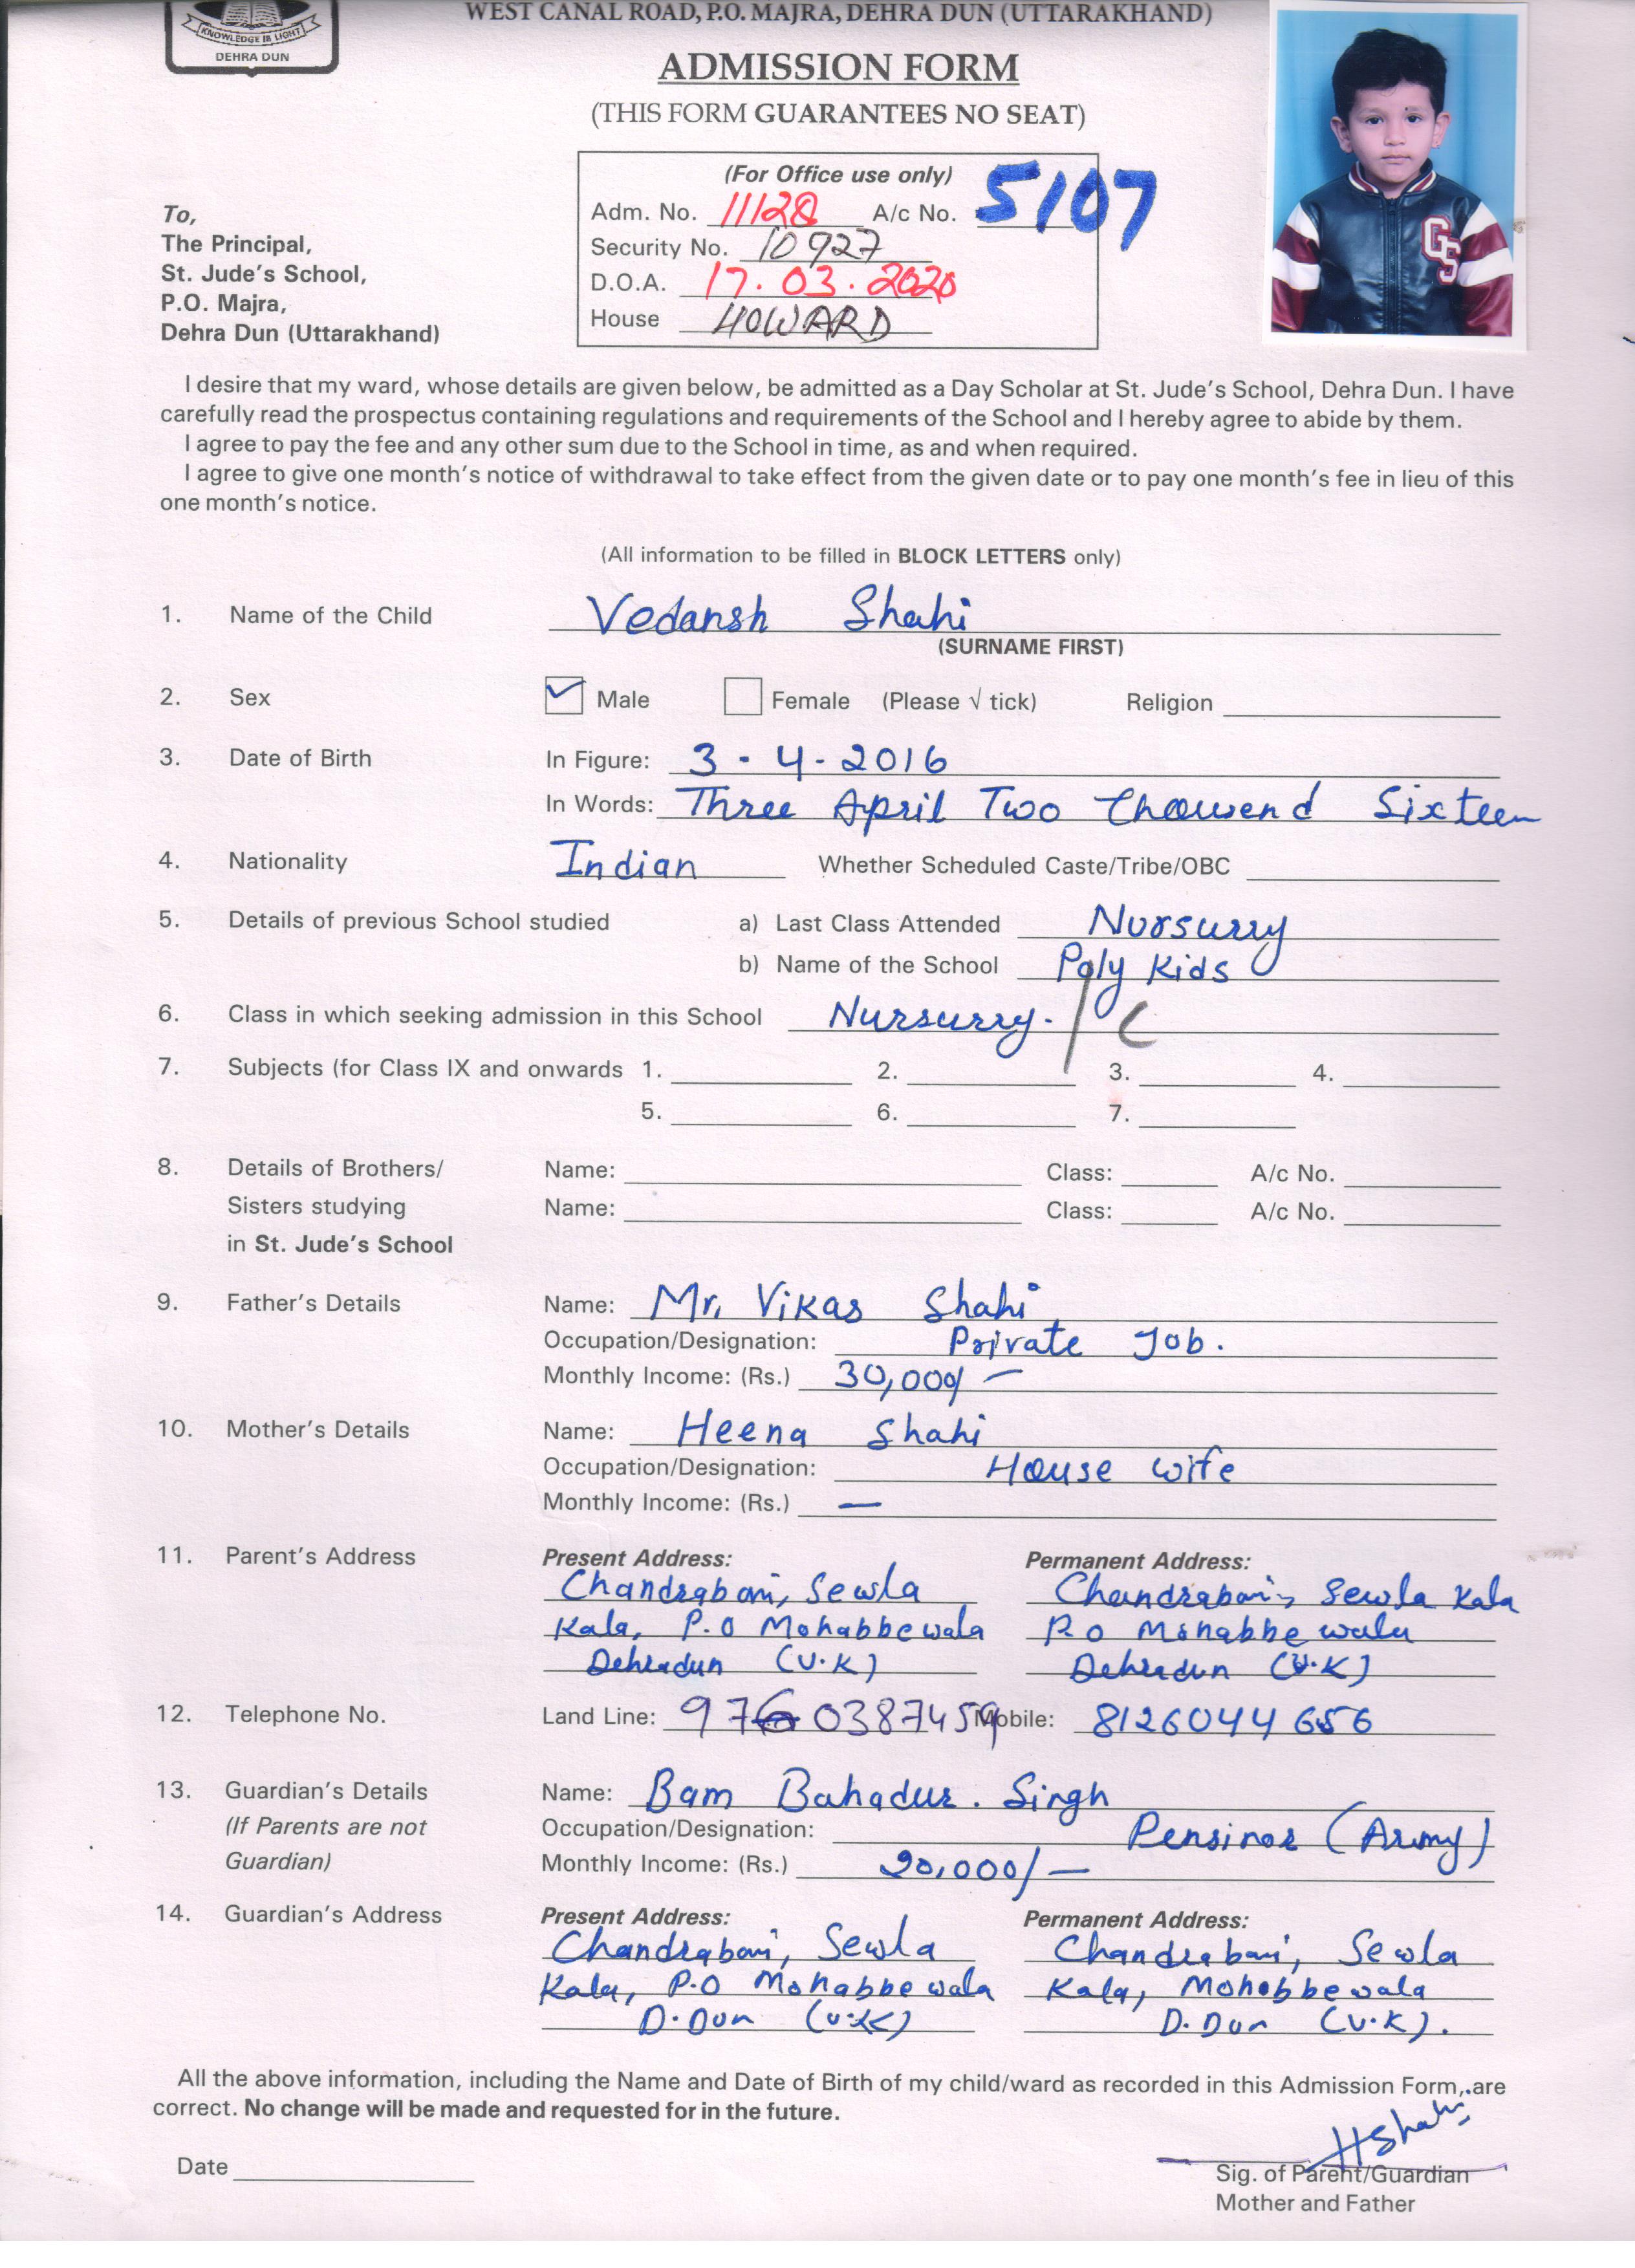 WEST CANAL ROAD, P.O. MAJRA, DEHRA DUN (UTTARAKHAND)
KNOWLEDGE IS LIGHT
DEHRA DUN
ADMISSION FORM
(THIS FORM GUARANTEES NO SEAT)
(For Office use only)
Adm. No. 11128 A/c No. 5107
Security No. 10927
D.O.A. 17.03.2020
House HOWARD
To,
The Principal,
St. Jude's School,
P.O. Majra,
Dehra Dun (Uttarakhand)
I desire that my ward, whose details are given below, be admitted as a Day Scholar at St. Jude's School, Dehra Dun. I have
carefully read the prospectus containing regulations and requirements of the School and I hereby agree to abide by them.
I agree to pay the fee and any other sum due to the School in time, as and when required.
I agree to give one month's notice of withdrawal to take effect from the given date or to pay one month's fee in lieu of this
one month's notice.
(All information to be filled in BLOCK LETTERS only)
1. Name of the Child Vedansh Shahi
(SURNAME FIRST)
2. Sex Male Female (Please √ tick) Religion
3. Date of Birth In Figure: 3 - 4 - 2016
In Words: Three April Two Thousend Sixteen
4. Nationality Indian Whether Scheduled Caste/Tribe/OBC
5. Details of previous School studied a) Last Class Attended Nursurry
b) Name of the School Poly Kids
6. Class in which seeking admission in this School Nursurry. / C
7. Subjects (for Class IX and onwards 1. 2. 3. 4.
5. 6. 7.
8. Details of Brothers/ Name: Class: A/c No.
Sisters studying Name: Class: A/c No.
in St. Jude's School
9. Father's Details Name: Mr. Vikas Shahi
Occupation/Designation: Private Job.
Monthly Income: (Rs.) 30,000/-
10. Mother's Details Name: Heena Shahi
Occupation/Designation: House wife
Monthly Income: (Rs.) —
11. Parent's Address Present Address: Permanent Address:
Chandrabani, Sewla Chandrabani, Sewla Kala
Kala, P.O Mohabbewala P.o Mohabbe wala
Dehradun (U.K) Dehradun (U.K)
12. Telephone No. Land Line: 9760387459 Mobile: 8126044656
13. Guardian's Details Name: Bam Bahadur. Singh
(If Parents are not Occupation/Designation: Pensinor (Army)
Guardian) Monthly Income: (Rs.) 20,000/-
14. Guardian's Address Present Address: Permanent Address:
Chandrabani, Sewla Chandrabani, Sewla
Kala, P.O Mohabbewala Kala, Mohobbewala
D.Dun (U.K) D.Dun (U.K).
All the above information, including the Name and Date of Birth of my child/ward as recorded in this Admission Form, are
correct. No change will be made and requested for in the future.
HShahi
Date Sig. of Parent/Guardian
Mother and Father